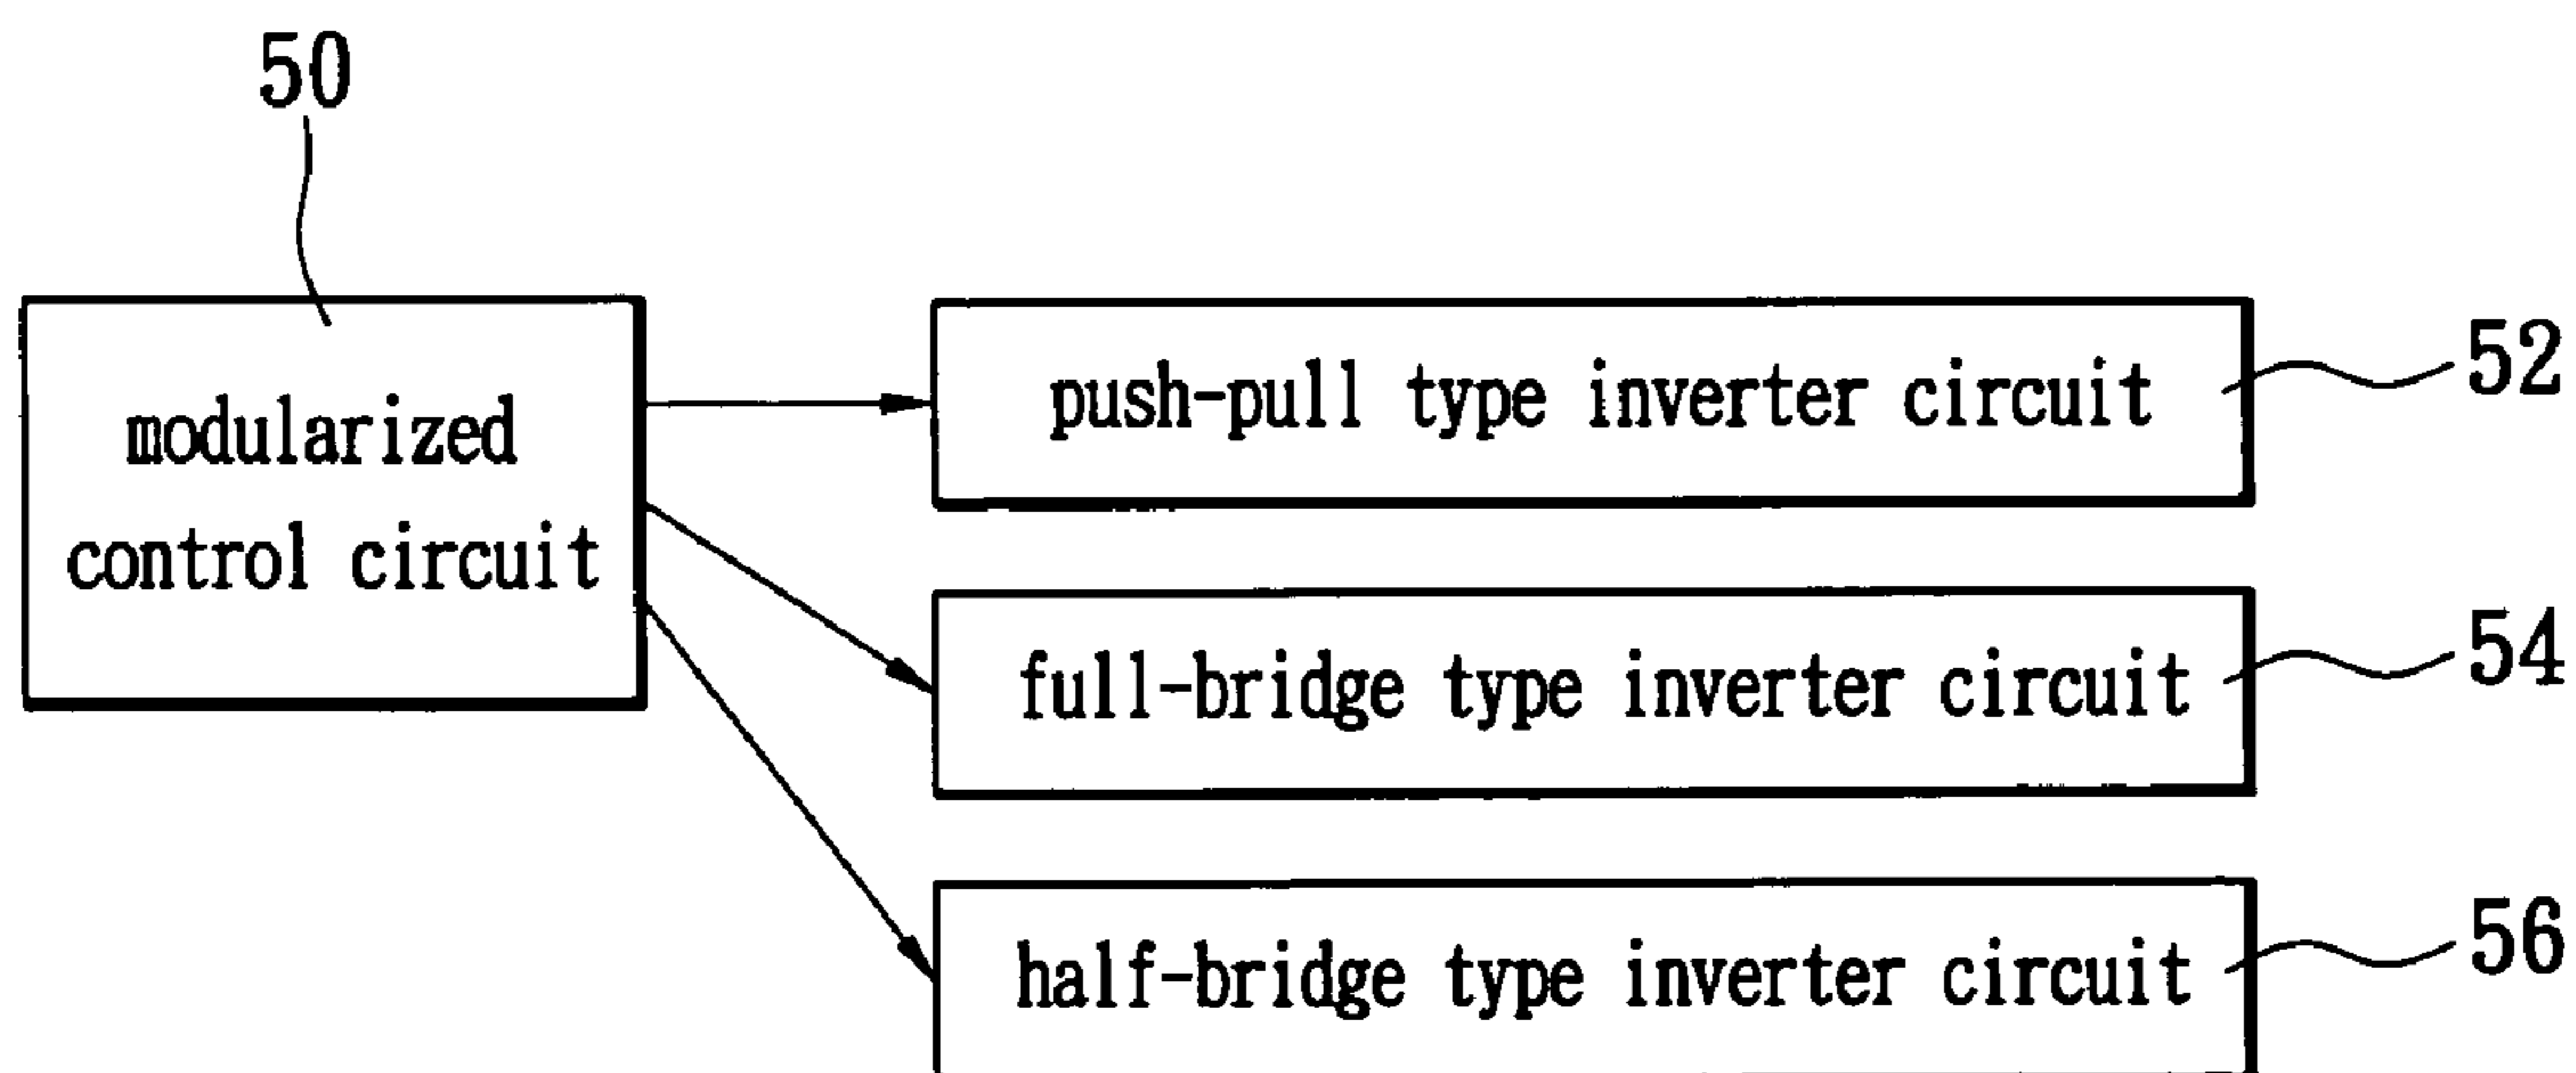 50
modularized
control circuit
push-pull type inverter circuit
52
full-bridge type inverter circuit
54
half-bridge type inverter circuit
56